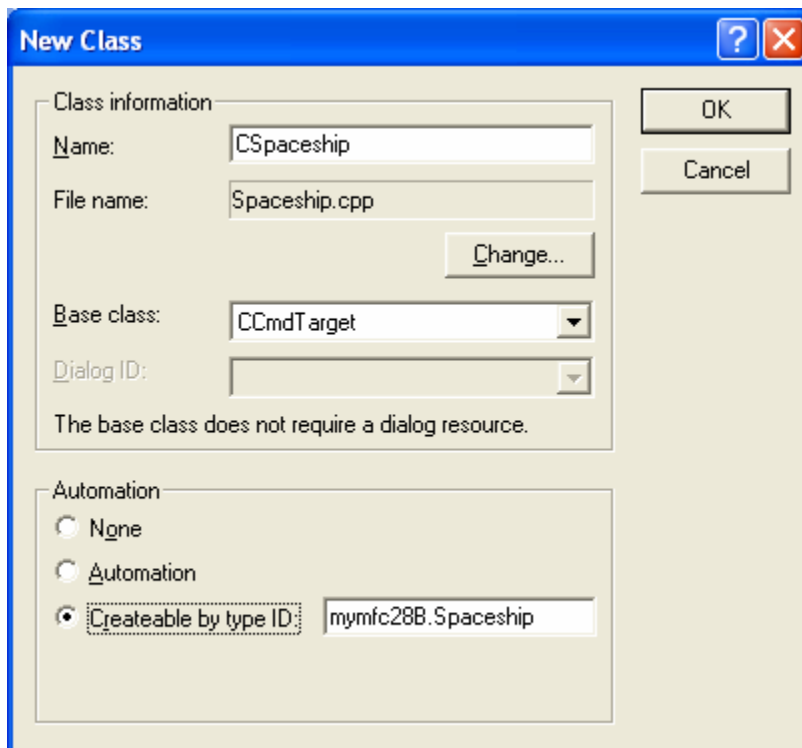 New Class
?
Class information
Name:
CSpaceship
File name:
Spaceship.cpp
Change...
Base class:
CCmdTarget
Dialog ID:
The base class does not require a dialog resource.
OK
Cancel
Automation
None
Automation
Createable by type ID:
mymfc28B.Spaceship